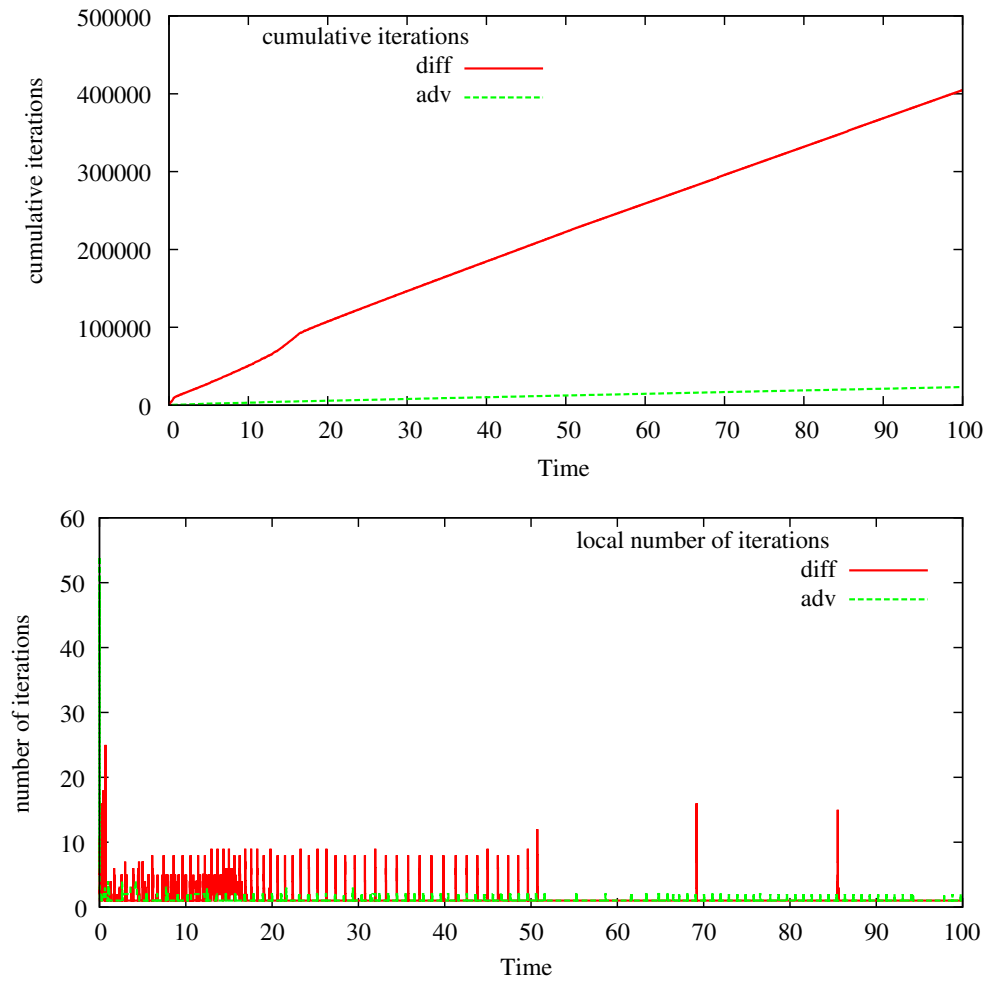 500000
400000
300000
200000
100000
0
cumulative iterations
cumulative iterations
diff
adv
0 10 20 30 40 50 60 70 80 90 100
Time
60
50
40
30
20
10
0
number of iterations
local number of iterations
diff
adv
0 10 20 30 40 50 60 70 80 90 100
Time